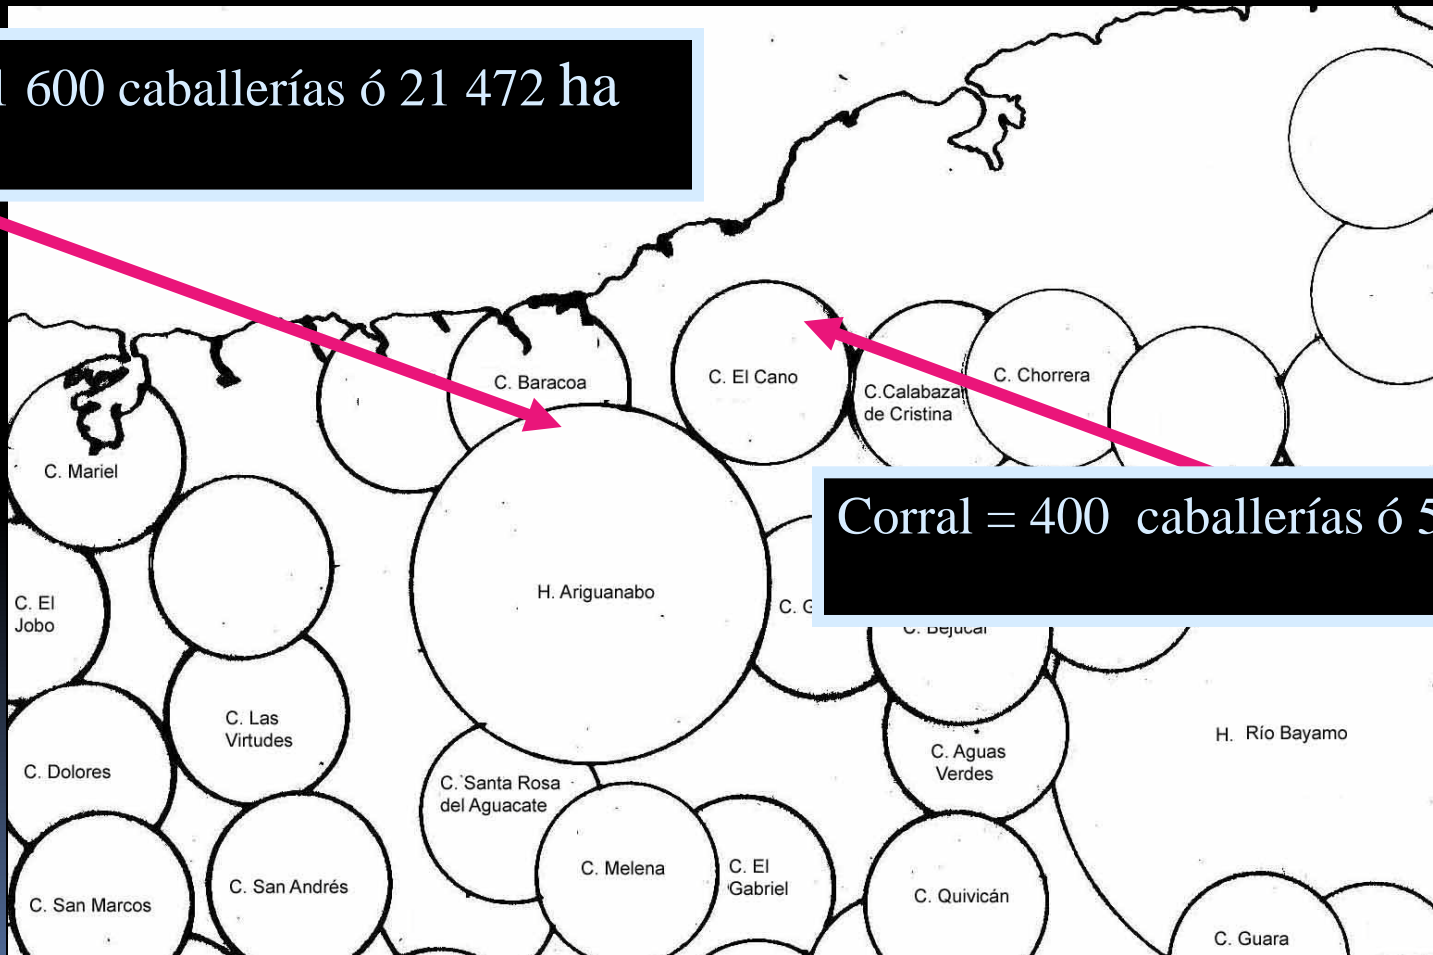 600 caballerías ó 21 472 ha
C. Baracoa
C. El Cano
C. Chorrera
C.Calabazar
de Cristina
C. Mariel
Corral = 400 caballerías ó 5
H. Ariguanabo
C. El
Jobo
C. G
C. Bejucal
C. Las
Virtudes
H. Río Bayamo
C. Aguas
Verdes
C. Dolores
C. Santa Rosa
del Aguacate
C. Melena
C. El
Gabriel
C. San Andrés
C. Quivicán
C. San Marcos
C. Guara